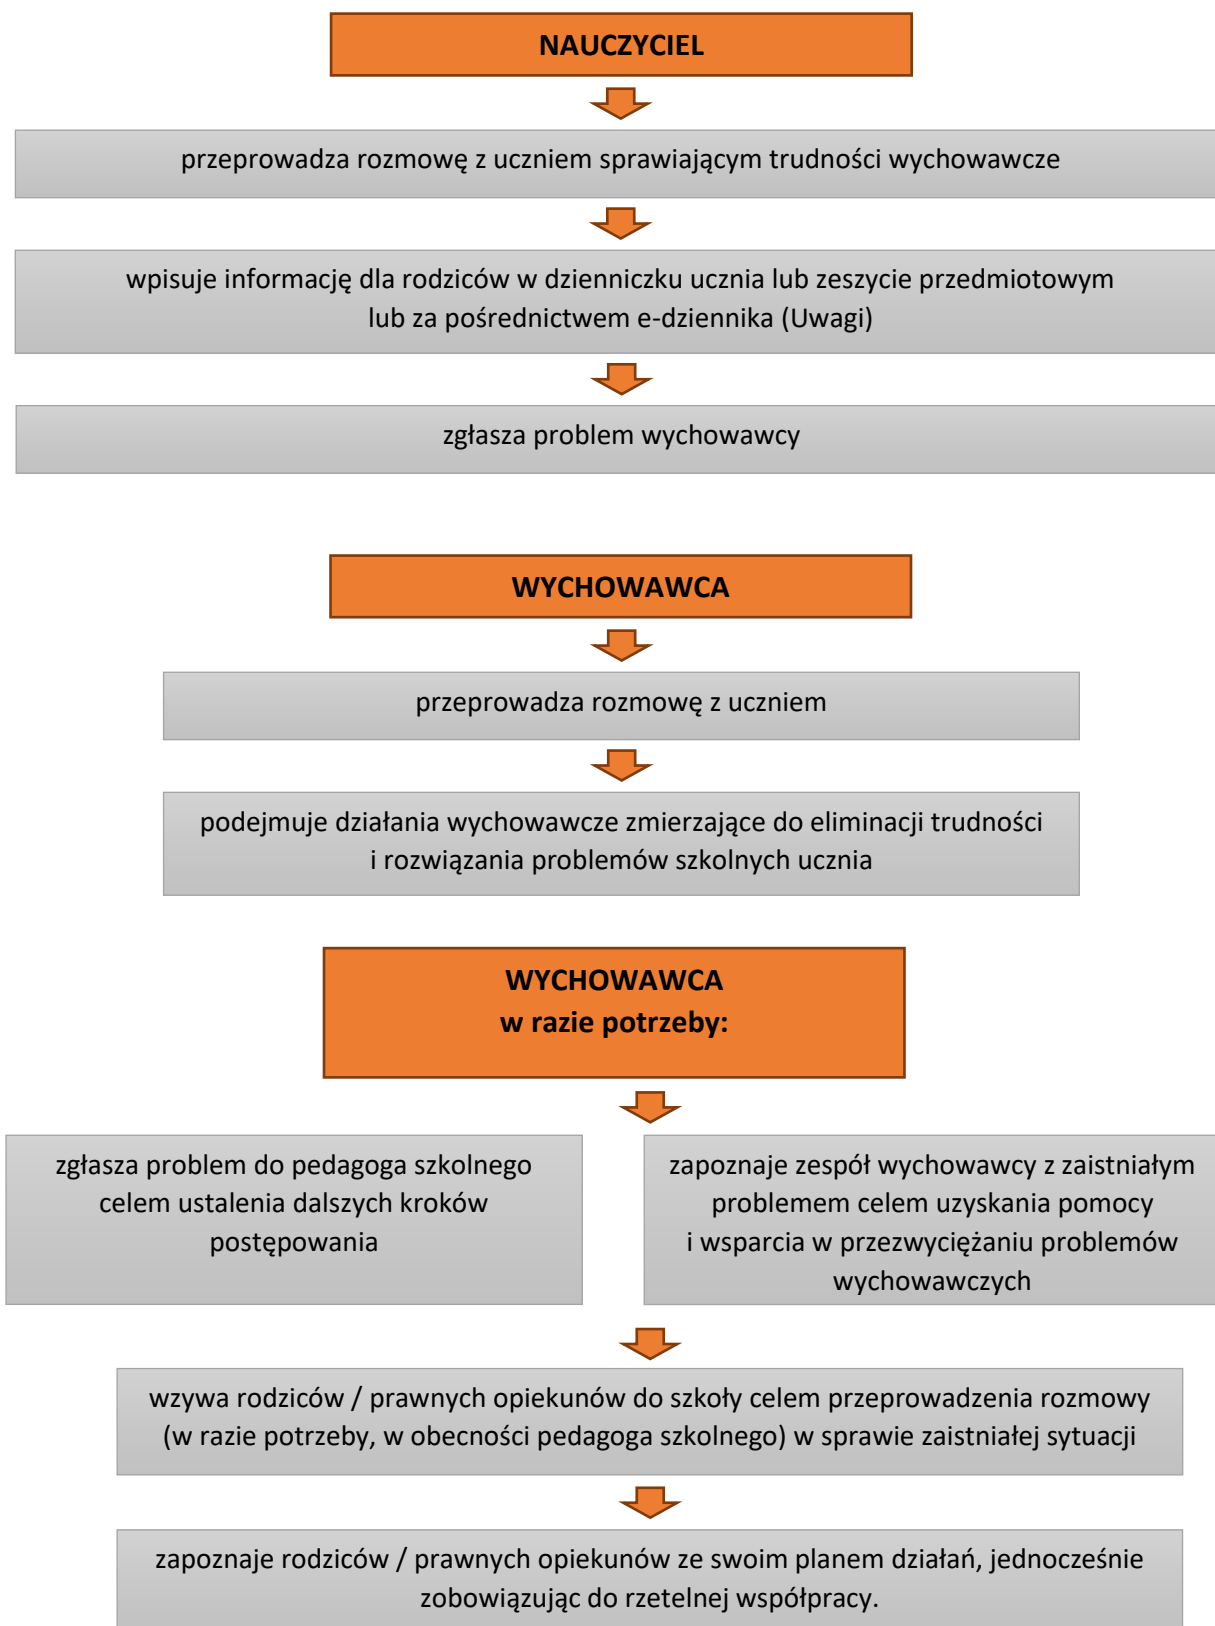 NAUCZYCIEL
przeprowadza rozmowę z uczniem sprawiającym trudności wychowawcze
wpisuje informację dla rodziców w dzienniczku ucznia lub zeszycie przedmiotowym
lub za pośrednictwem e-dziennika (Uwagi)
zgłasza problem wychowawcy
WYCHOWAWCA
przeprowadza rozmowę z uczniem
podejmuje działania wychowawcze zmierzające do eliminacji trudności
i rozwiązania problemów szkolnych ucznia
WYCHOWAWCA
w razie potrzeby:
zgłasza problem do pedagoga szkolnego
celem ustalenia dalszych kroków
postępowania
zapoznaje zespół wychowawcy z zaistniałym
problemem celem uzyskania pomocy
i wsparcia w przezwyciężaniu problemów
wychowawczych
wzywa rodziców / prawnych opiekunów do szkoły celem przeprowadzenia rozmowy
(w razie potrzeby, w obecności pedagoga szkolnego) w sprawie zaistniałej sytuacji
zapoznaje rodziców / prawnych opiekunów ze swoim planem działań, jednocześnie
zobowiązując do rzetelnej współpracy.